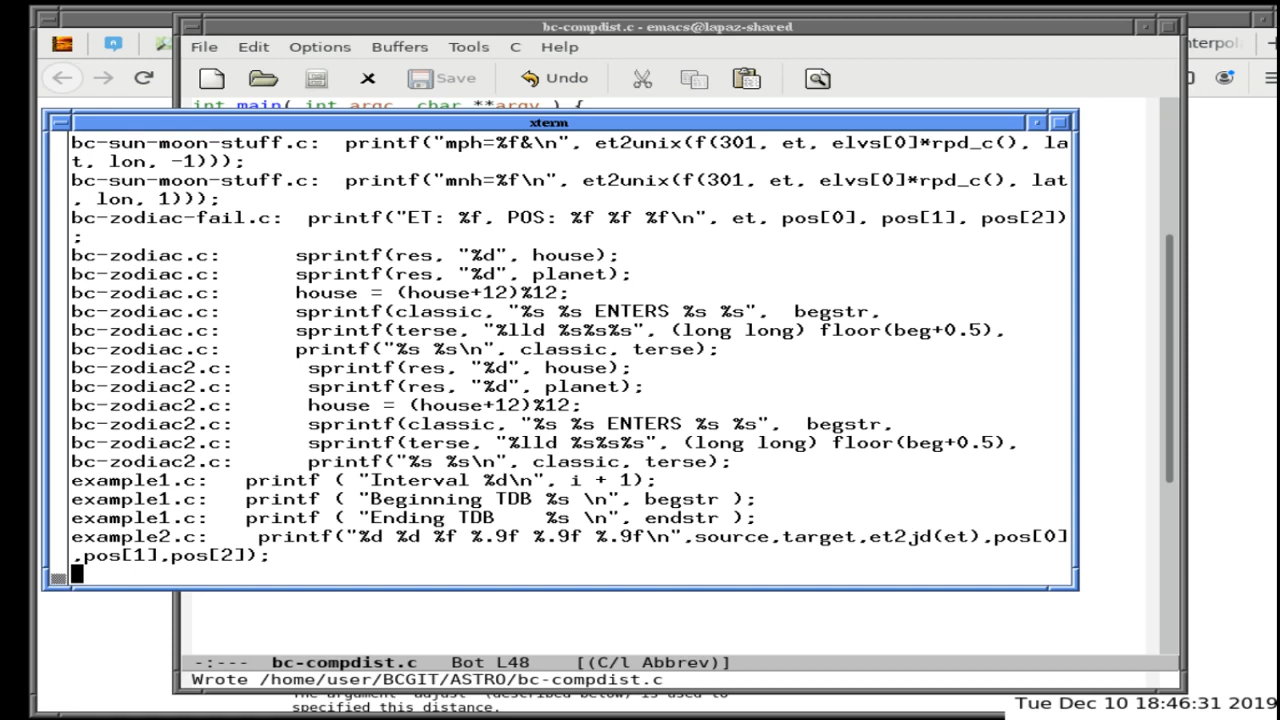 bc-compdist.c - emacs@lapaz-shared
File Edit Options Buffers Tools C Help
Save Undo
int main( int argc, char **argv ) {
xterm
bc-sun-moon-stuff.c:  printf("mph=%f&\n", et2unix(f(301, et, elvs[0]*rpd_c(), la
t, lon, -1)));
bc-sun-moon-stuff.c:  printf("mnh=%f\n", et2unix(f(301, et, elvs[0]*rpd_c(), lat
, lon, 1)));
bc-zodiac-fail.c:  printf("ET: %f, POS: %f %f %f\n", et, pos[0], pos[1], pos[2])
;
bc-zodiac.c:      sprintf(res, "%d", house);
bc-zodiac.c:      sprintf(res, "%d", planet);
bc-zodiac.c:      house = (house+12)%12;
bc-zodiac.c:      sprintf(classic, "%s %s ENTERS %s %s",  begstr,
bc-zodiac.c:      sprintf(terse, "%lld %s%s%s", (long long) floor(beg+0.5),
bc-zodiac.c:      printf("%s %s\n", classic, terse);
bc-zodiac2.c:      sprintf(res, "%d", house);
bc-zodiac2.c:      sprintf(res, "%d", planet);
bc-zodiac2.c:      house = (house+12)%12;
bc-zodiac2.c:      sprintf(classic, "%s %s ENTERS %s %s",  begstr,
bc-zodiac2.c:      sprintf(terse, "%lld %s%s%s", (long long) floor(beg+0.5),
bc-zodiac2.c:      printf("%s %s\n", classic, terse);
example1.c:   printf ( "Interval %d\n", i + 1);
example1.c:   printf ( "Beginning TDB %s \n", begstr );
example1.c:   printf ( "Ending TDB    %s \n", endstr );
example2.c:    printf("%d %d %f %.9f %.9f %.9f\n",source,target,et2jd(et),pos[0]
,pos[1],pos[2]);
-:---  bc-compdist.c   Bot L48   [(C/l Abbrev)]
Wrote /home/user/BCGIT/ASTRO/bc-compdist.c
specified this distance.
Tue Dec 10 18:46:31 2019